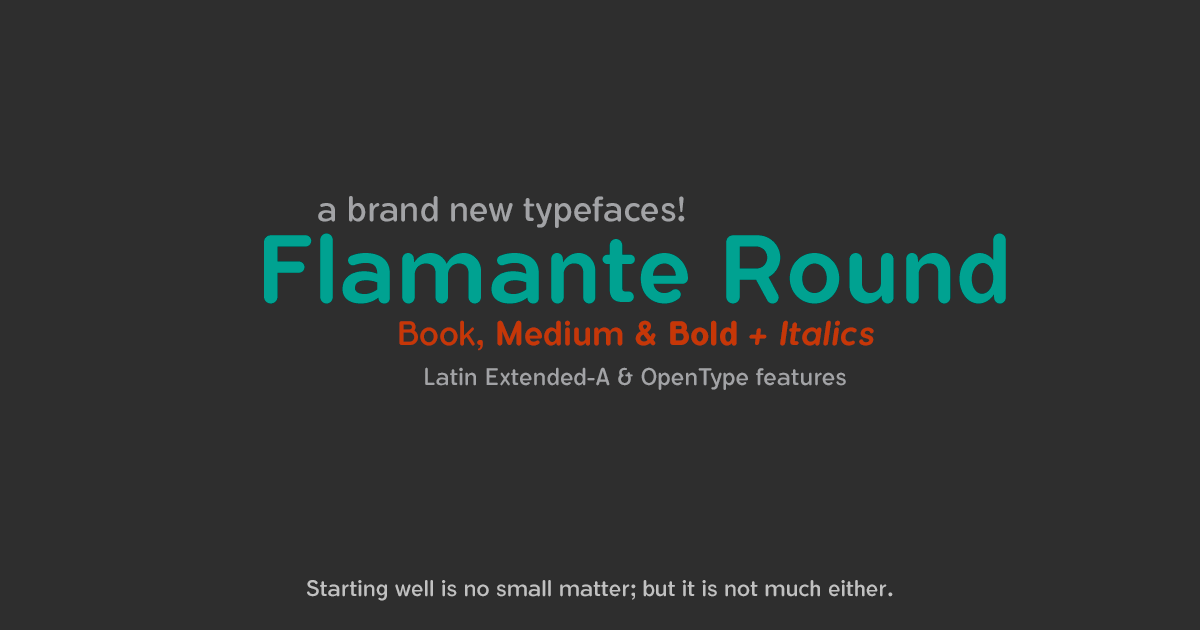 a brand new typefaces!
Flamante Round
Book, Medium & Bold + Italics
Latin Extended-A & OpenType features
Starting well is no small matter; but it is not much either.